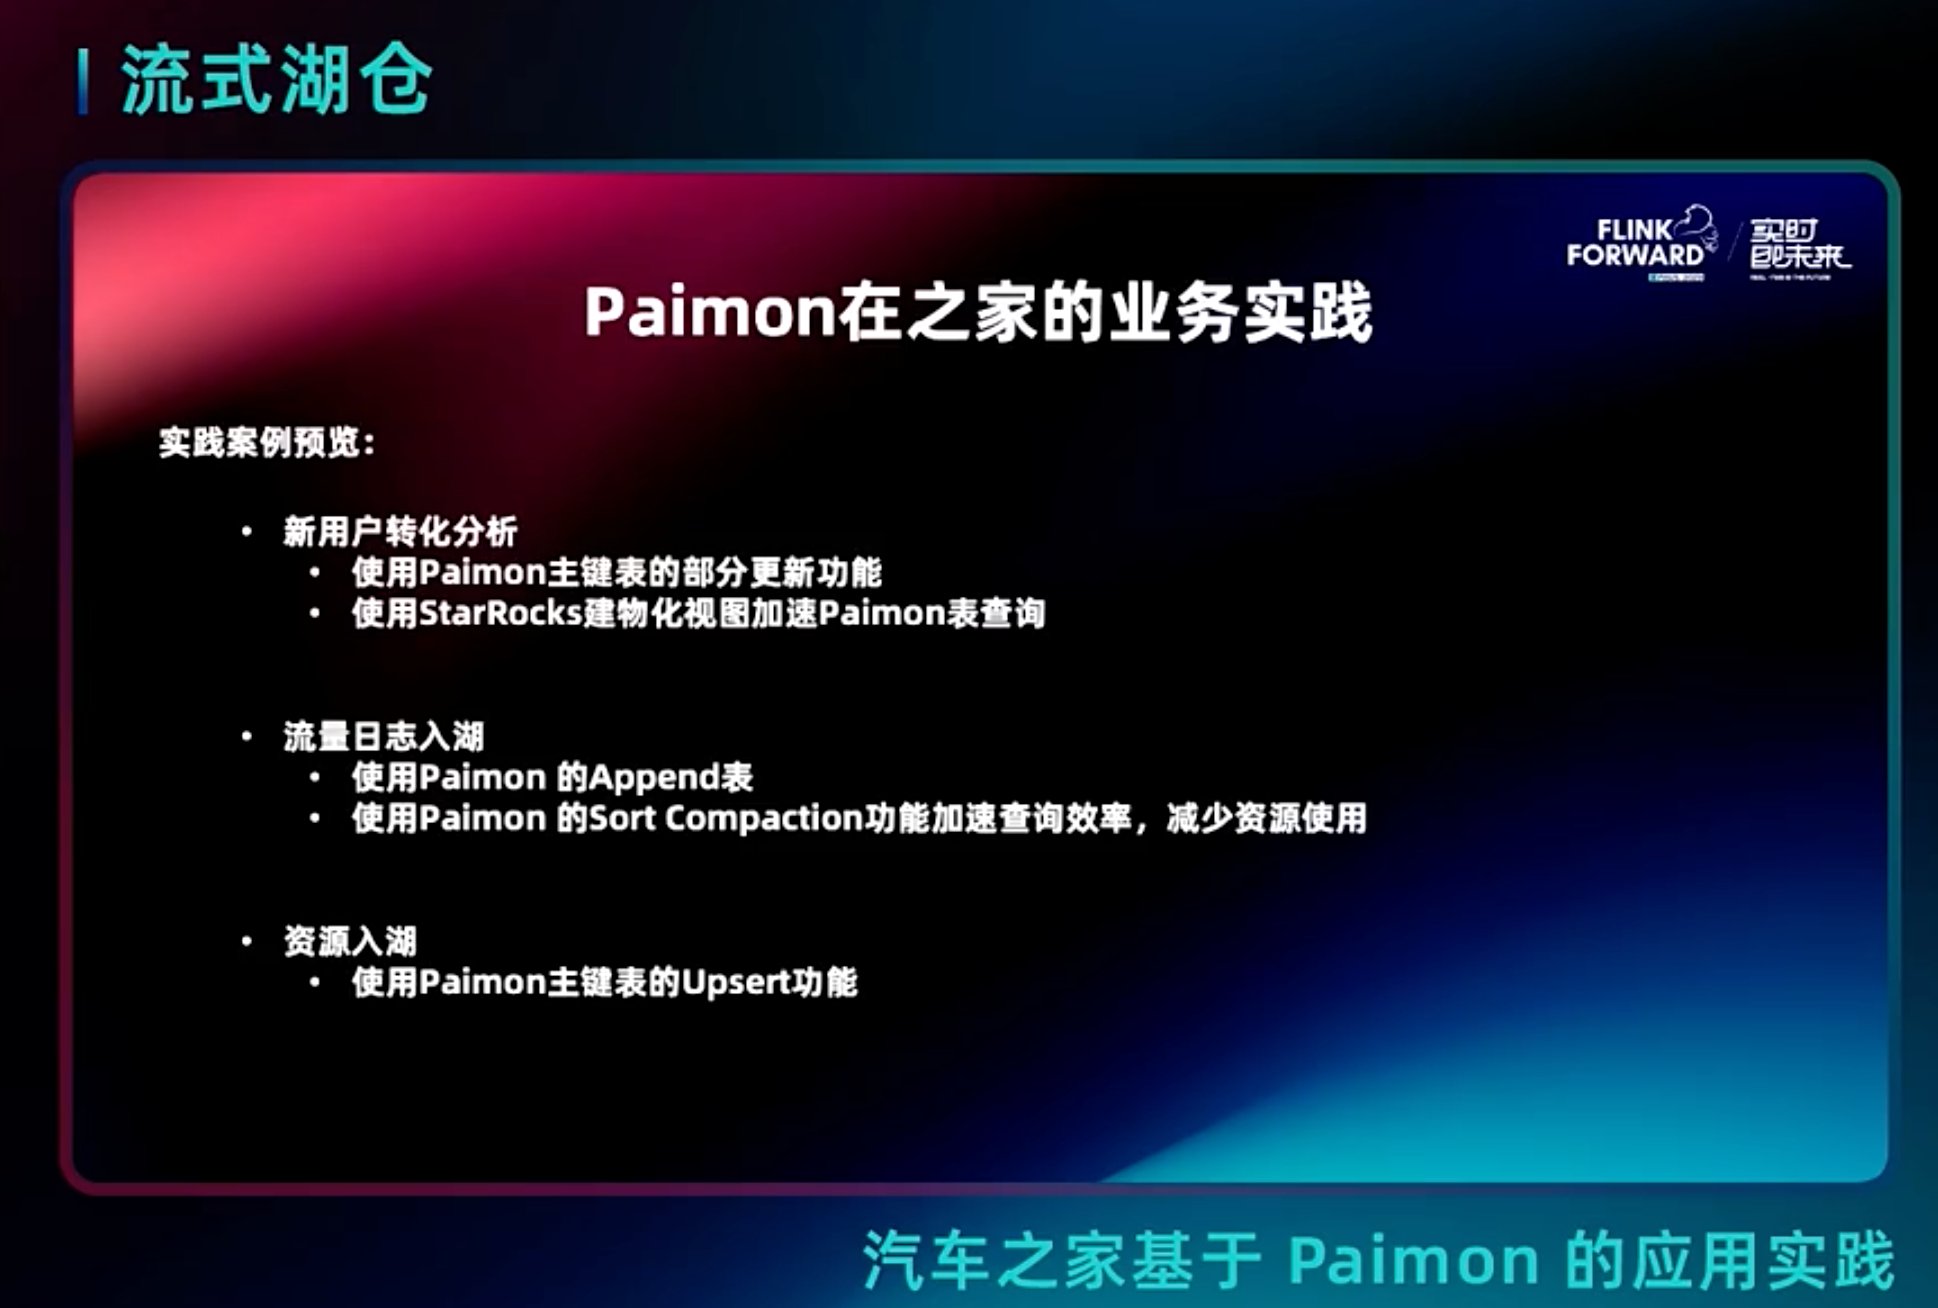 流式湖仓
FLINK
FORWARD
实时
即未来
Paimon在之家的业务实践
实践案例预览：
• 新用户转化分析
• 使用Paimon主键表的部分更新功能
• 使用StarRocks建物化视图加速Paimon表查询
• 流量日志入湖
• 使用Paimon 的Append表
• 使用Paimon 的Sort Compaction功能加速查询效率，减少资源使用
• 资源入湖
• 使用Paimon主键表的Upsert功能
汽车之家基于 Paimon 的应用实践